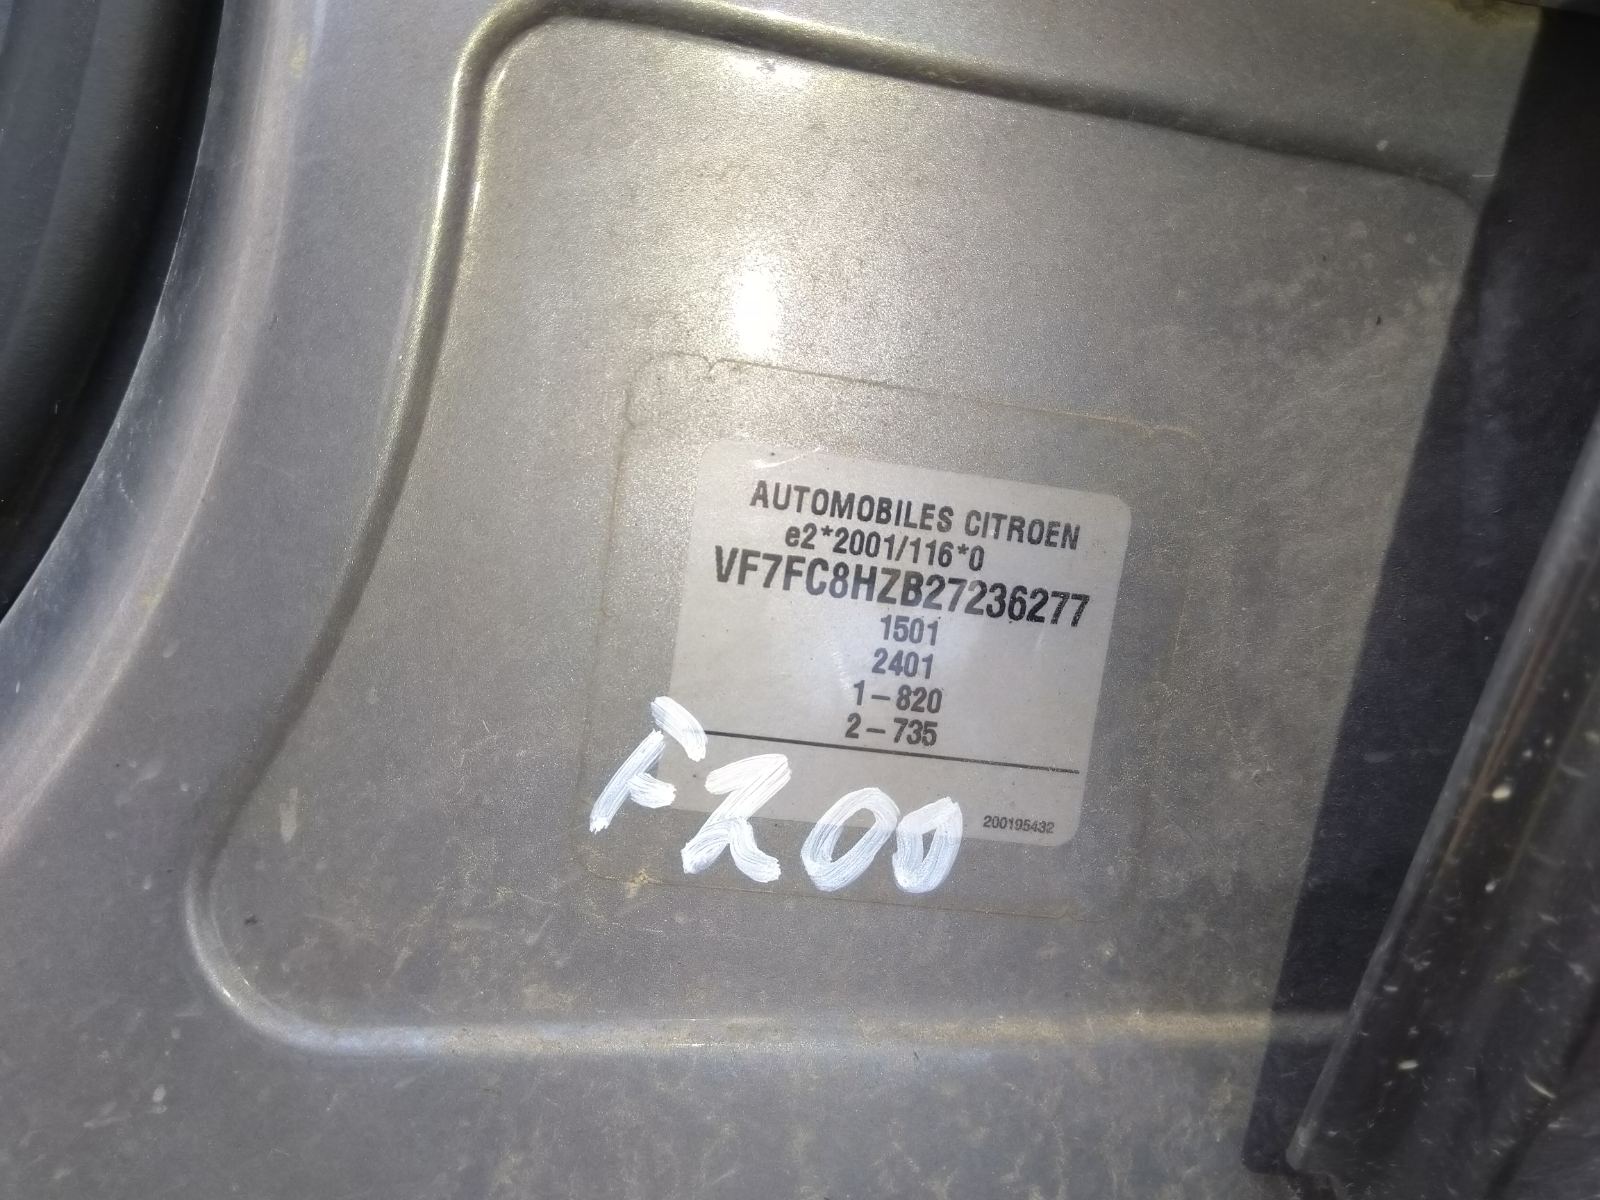 AUTOMOBILES CITROEN
e2*2001/116*0
VF7FC8HZB27236277
1501
2401
1-820
2-735
F200
200195432